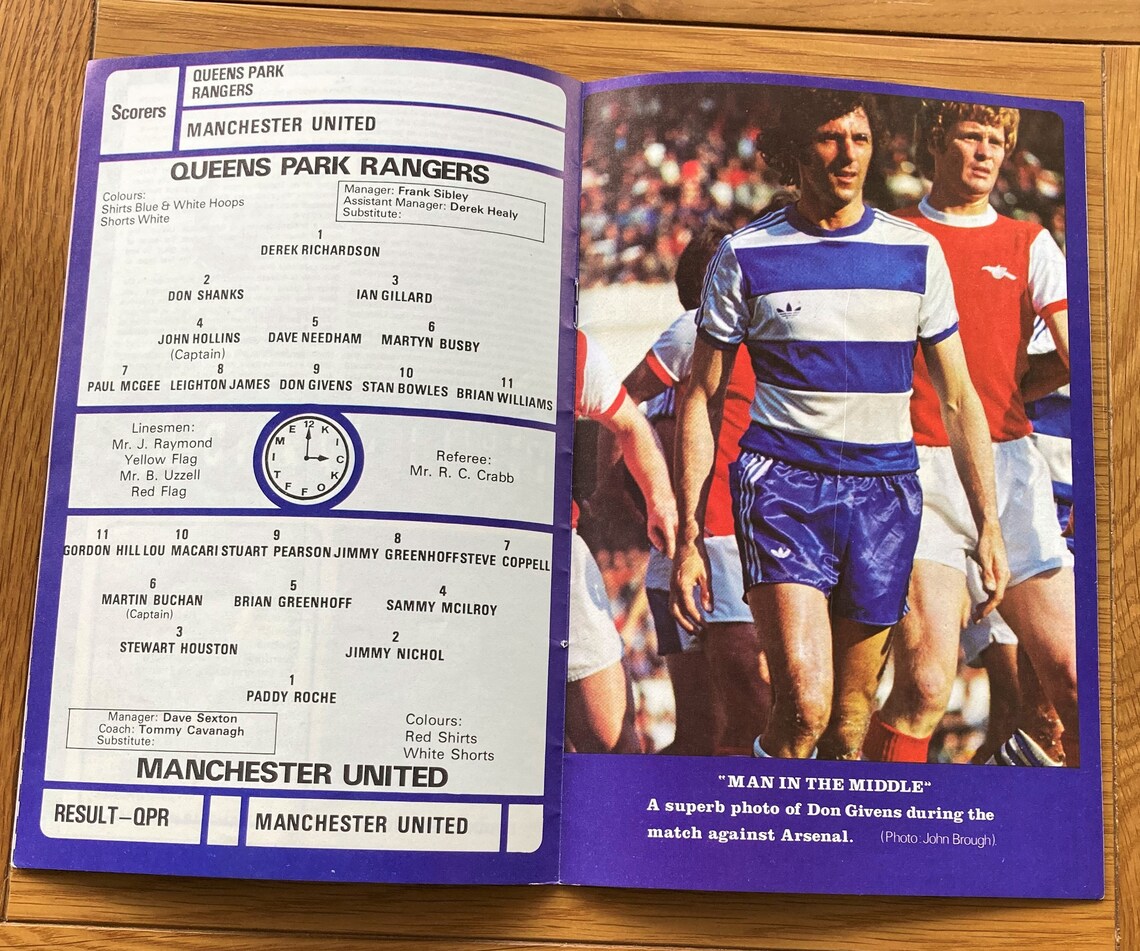 Scorers
QUEENS PARK
RANGERS
MANCHESTER UNITED
QUEENS PARK RANGERS
Colours:
Shirts Blue & White Hoops
Shorts White
Manager: Frank Sibley
Assistant Manager: Derek Healy
Substitute:
1
DEREK RICHARDSON
2 3
DON SHANKS IAN GILLARD
4 5 6
JOHN HOLLINS DAVE NEEDHAM MARTYN BUSBY
(Captain)
7 8 9 10 11
PAUL MCGEE LEIGHTON JAMES DON GIVENS STAN BOWLES BRIAN WILLIAMS
Linesmen:
Mr. J. Raymond
Yellow Flag
Mr. B. Uzzell
Red Flag
12 KICK OFF TIME
Referee:
Mr. R. C. Crabb
11 10 9 8 7
GORDON HILL LOU MACARI STUART PEARSON JIMMY GREENHOFF STEVE COPPELL
6 5 4
MARTIN BUCHAN BRIAN GREENHOFF SAMMY MCILROY
(Captain)
3 2
STEWART HOUSTON JIMMY NICHOL
1
PADDY ROCHE
Manager: Dave Sexton
Coach: Tommy Cavanagh
Substitute:
Colours:
Red Shirts
White Shorts
MANCHESTER UNITED
RESULT–QPR MANCHESTER UNITED
"MAN IN THE MIDDLE"
A superb photo of Don Givens during the
match against Arsenal. (Photo: John Brough).